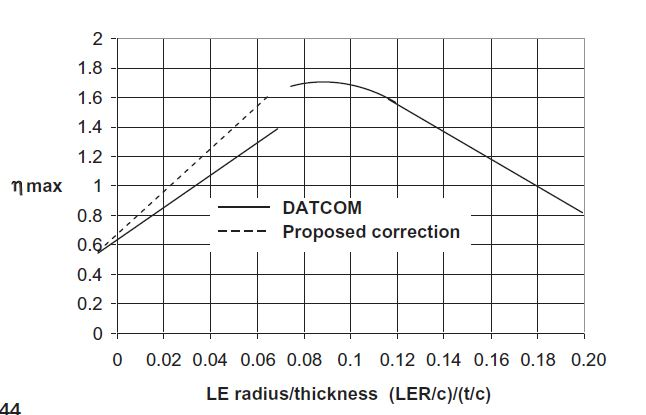 2
1.8
1.6
1.4
1.2
η max
1
0.8
0.6
0.4
0.2
0
DATCOM
Proposed correction
0 0.02 0.04 0.06 0.08 0.1 0.12 0.14 0.16 0.18 0.20
LE radius/thickness (LER/c)/(t/c)
44